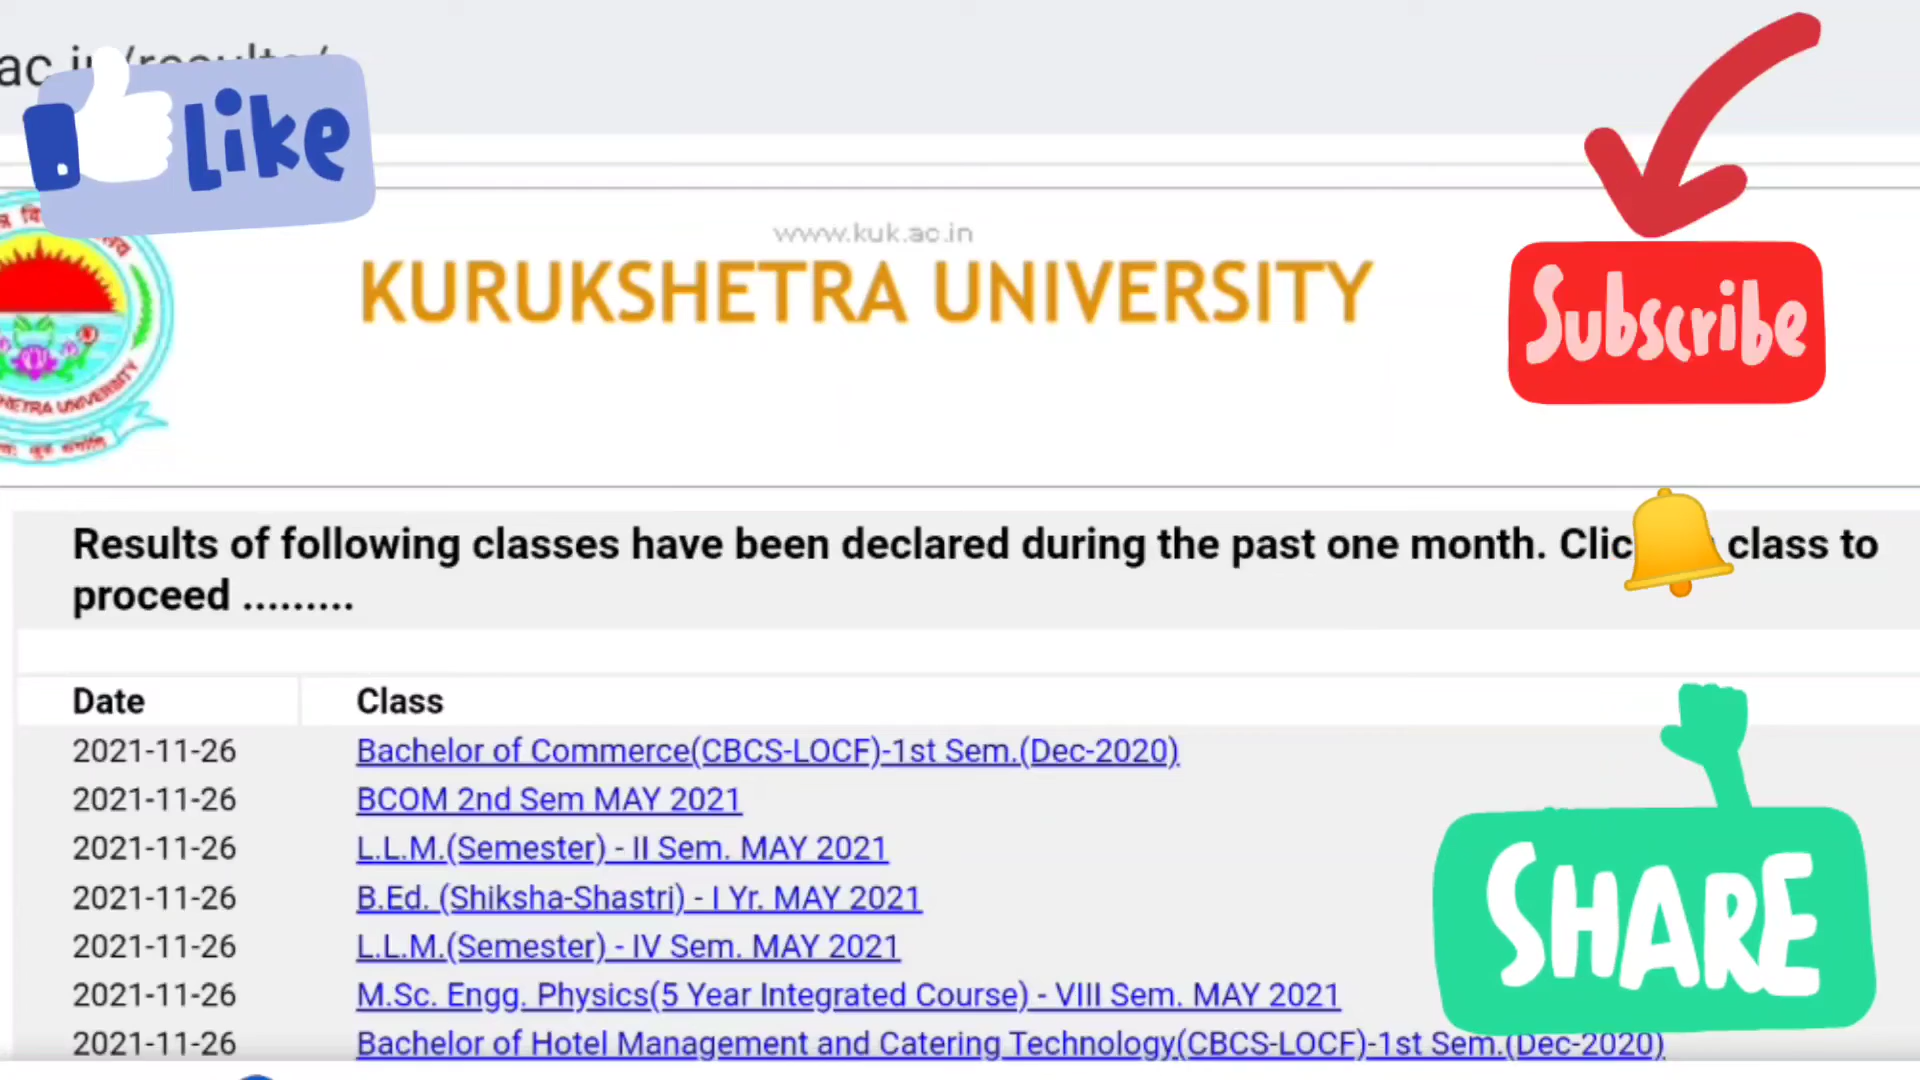 Like
www.kuk.ac.in
KURUKSHETRA UNIVERSITY
Subscribe
Results of following classes have been declared during the past one month. class to
proceed .........
Date Class
2021-11-26 Bachelor of Commerce(CBCS-LOCF)-1st Sem.(Dec-2020)
2021-11-26 BCOM 2nd Sem MAY 2021
2021-11-26 L.L.M.(Semester) - II Sem. MAY 2021
2021-11-26 B.Ed. (Shiksha-Shastri) - I Yr. MAY 2021
2021-11-26 L.L.M.(Semester) - IV Sem. MAY 2021
2021-11-26 M.Sc. Engg. Physics(5 Year Integrated Course) - VIII Sem. MAY 2021
2021-11-26 Bachelor of Hotel Management and Catering Technology(CBCS-LOCF)-1st Sem.(Dec-2020)
SHARE